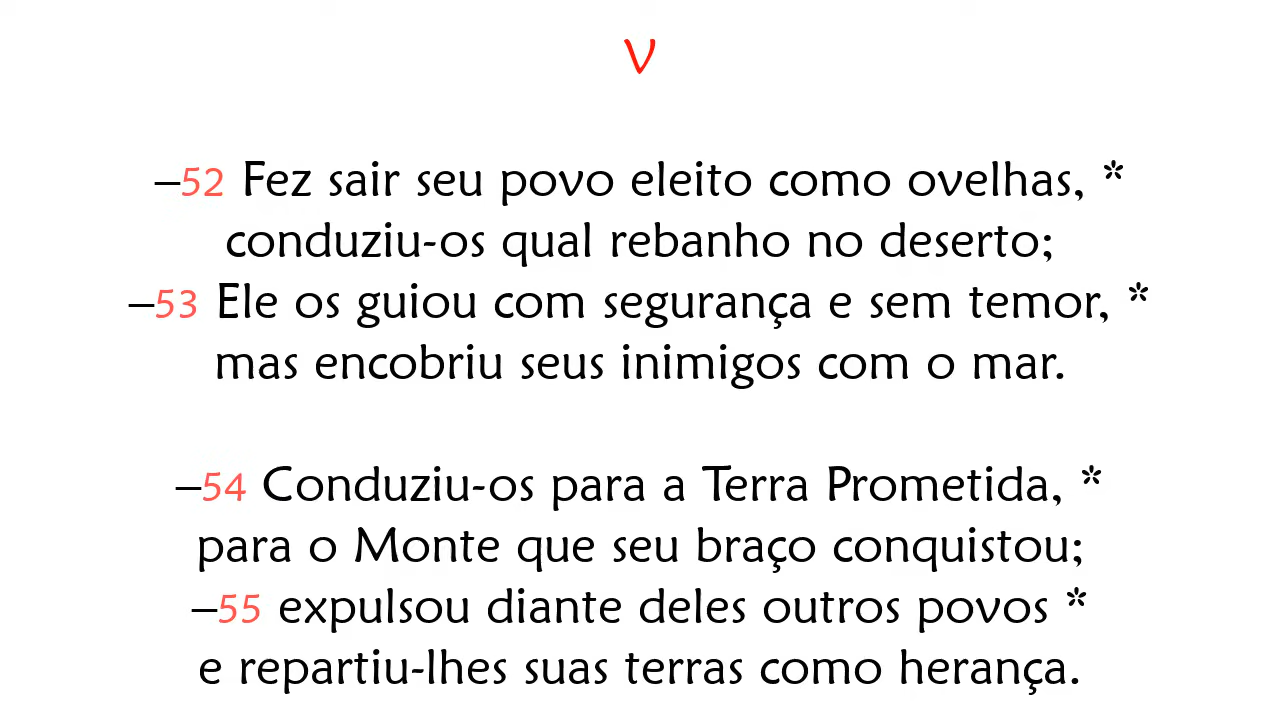 V
–52 Fez sair seu povo eleito como ovelhas, *
conduziu-os qual rebanho no deserto;
–53 Ele os guiou com segurança e sem temor, *
mas encobriu seus inimigos com o mar.
–54 Conduziu-os para a Terra Prometida, *
para o Monte que seu braço conquistou;
–55 expulsou diante deles outros povos *
e repartiu-lhes suas terras como herança.